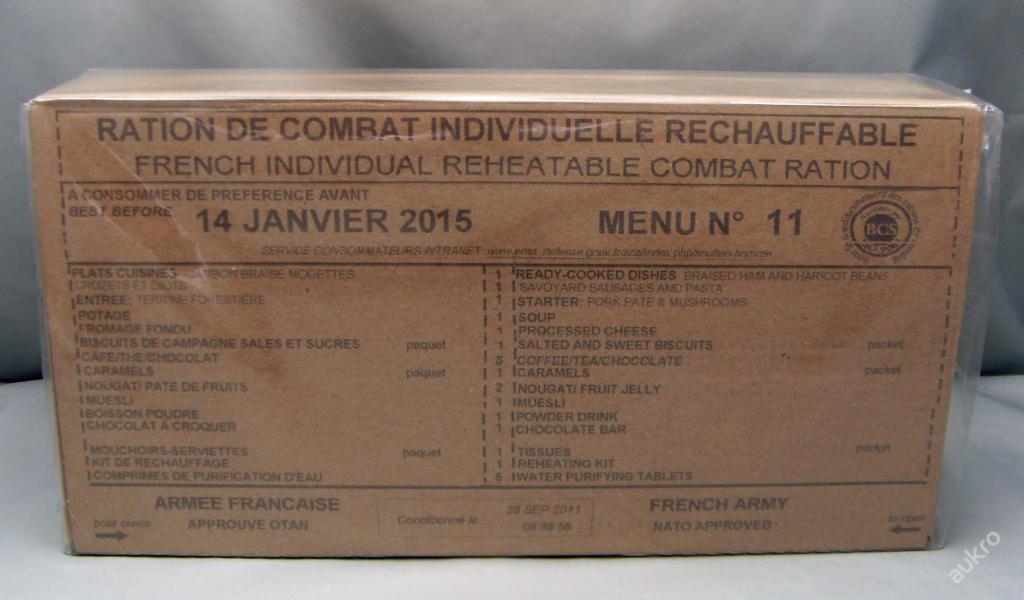 RATION DE COMBAT INDIVIDUELLE RECHAUFFABLE
FRENCH INDIVIDUAL REHEATABLE COMBAT RATION
A CONSOMMER DE PREFERENCE AVANT
BEST BEFORE 14 JANVIER 2015 MENU N° 11
BCS
SERVICE CONSOMMATEURS INTRANET
PLATS CUISINES JAMBON BRAISE MOGETTES 1 READY-COOKED DISHES BRAISED HAM AND HARICOT BEANS
CROZETS ET DIOTS 1 SAVOYARD SAUSAGES AND PASTA
ENTREE: TERRINE FORESTIERE 1 STARTER: PORK PATE & MUSHROOMS
POTAGE 1 SOUP
FROMAGE FONDU 1 PROCESSED CHEESE
BISCUITS DE CAMPAGNE SALES ET SUCRES paquet 1 SALTED AND SWEET BISCUITS packet
CAFE/THE/CHOCOLAT 5 COFFEE/TEA/CHOCOLATE
CARAMELS paquet 1 CARAMELS packet
NOUGAT/ PATE DE FRUITS 2 NOUGAT/ FRUIT JELLY
MUESLI 1 MUESLI
BOISSON POUDRE 1 POWDER DRINK
CHOCOLAT A CROQUER 1 CHOCOLATE BAR
MOUCHOIRS-SERVIETTES paquet 1 TISSUES packet
KIT DE RECHAUFFAGE 1 REHEATING KIT
COMPRIMES DE PURIFICATION D'EAU 6 WATER PURIFYING TABLETS
ARMEE FRANCAISE FRENCH ARMY
pour ouvrir APPROUVE OTAN Conditionné le 26 SEP 2011 NATO APPROVED to open
08:38:56
aukro